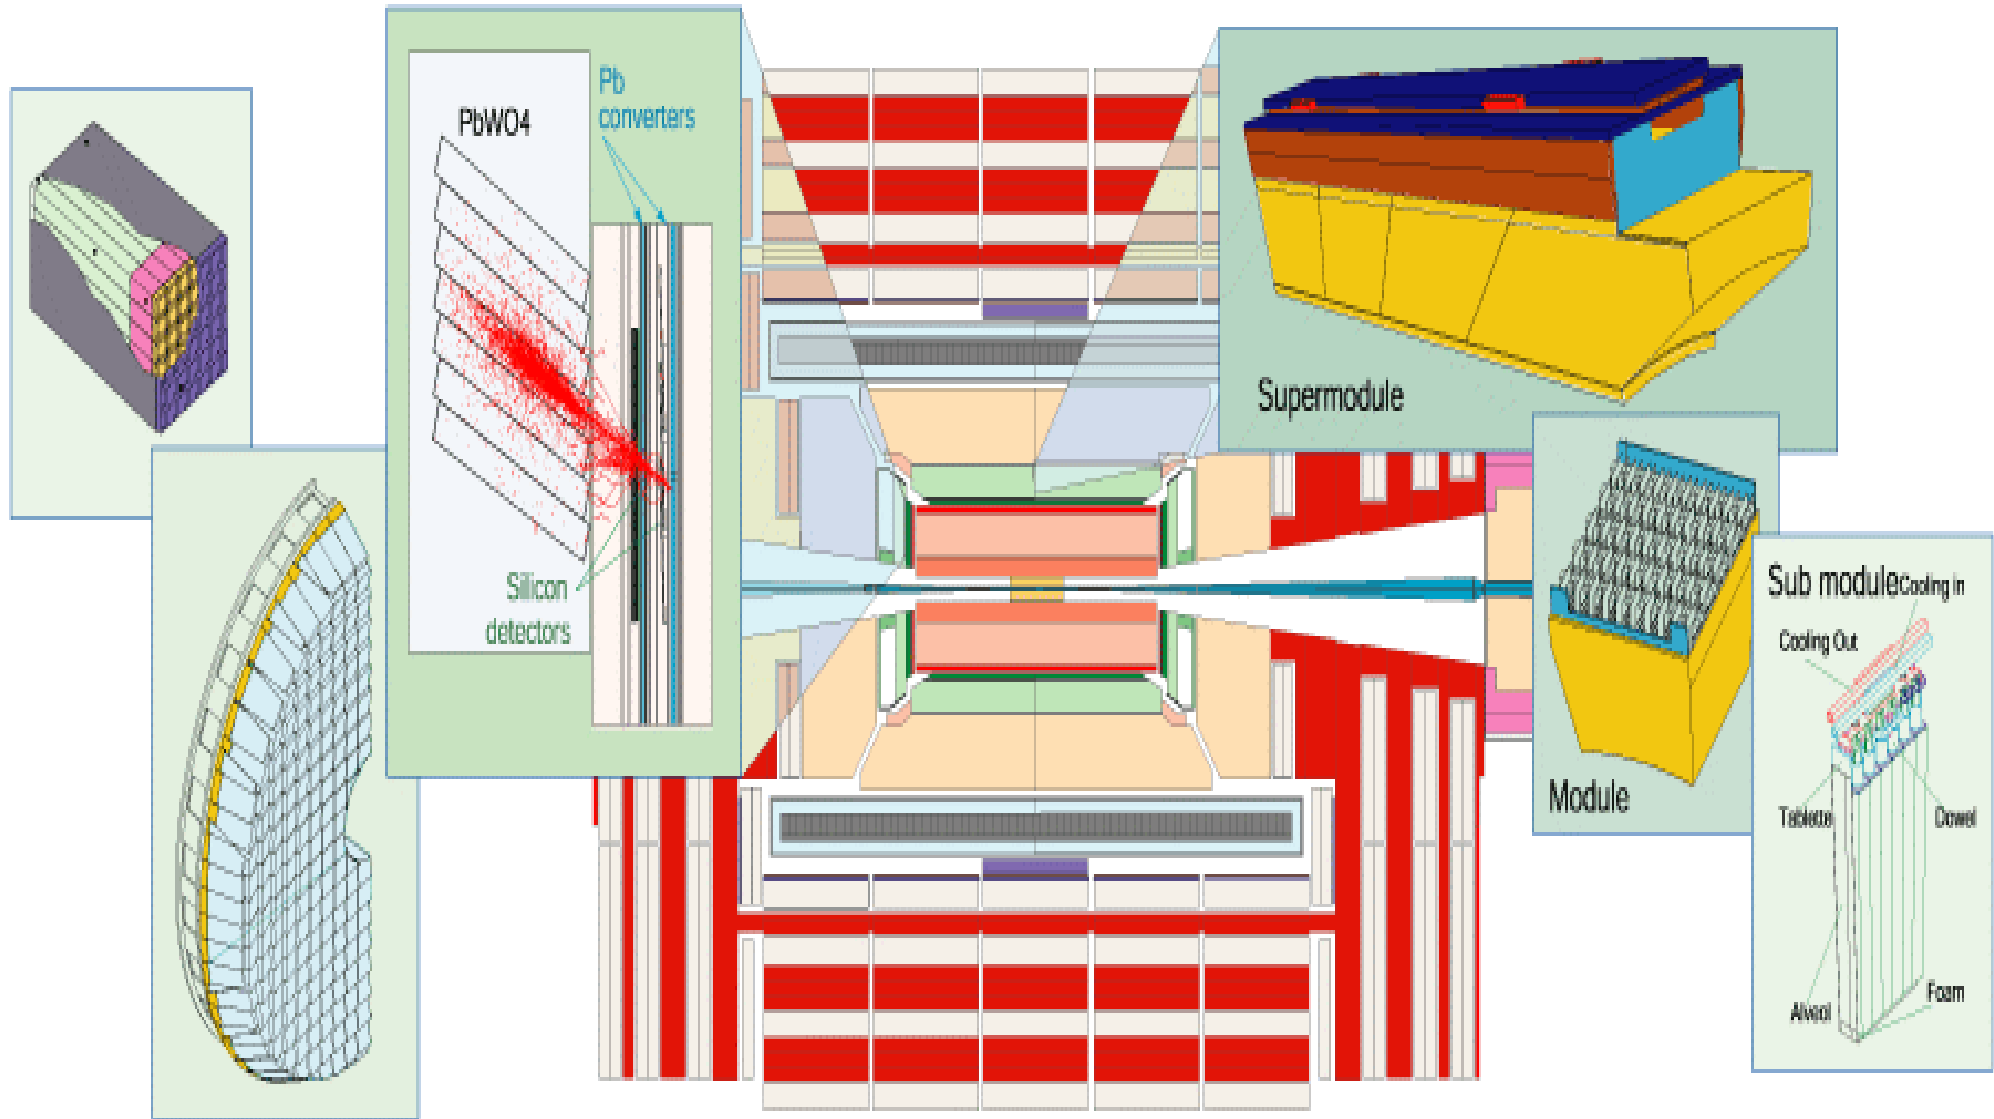 PbWO4
Pb
converters
Silicon
detectors
Supermodule
Module
Sub module
Cooling in
Cooling Out
Tablette
Dowel
Alveol
Foam